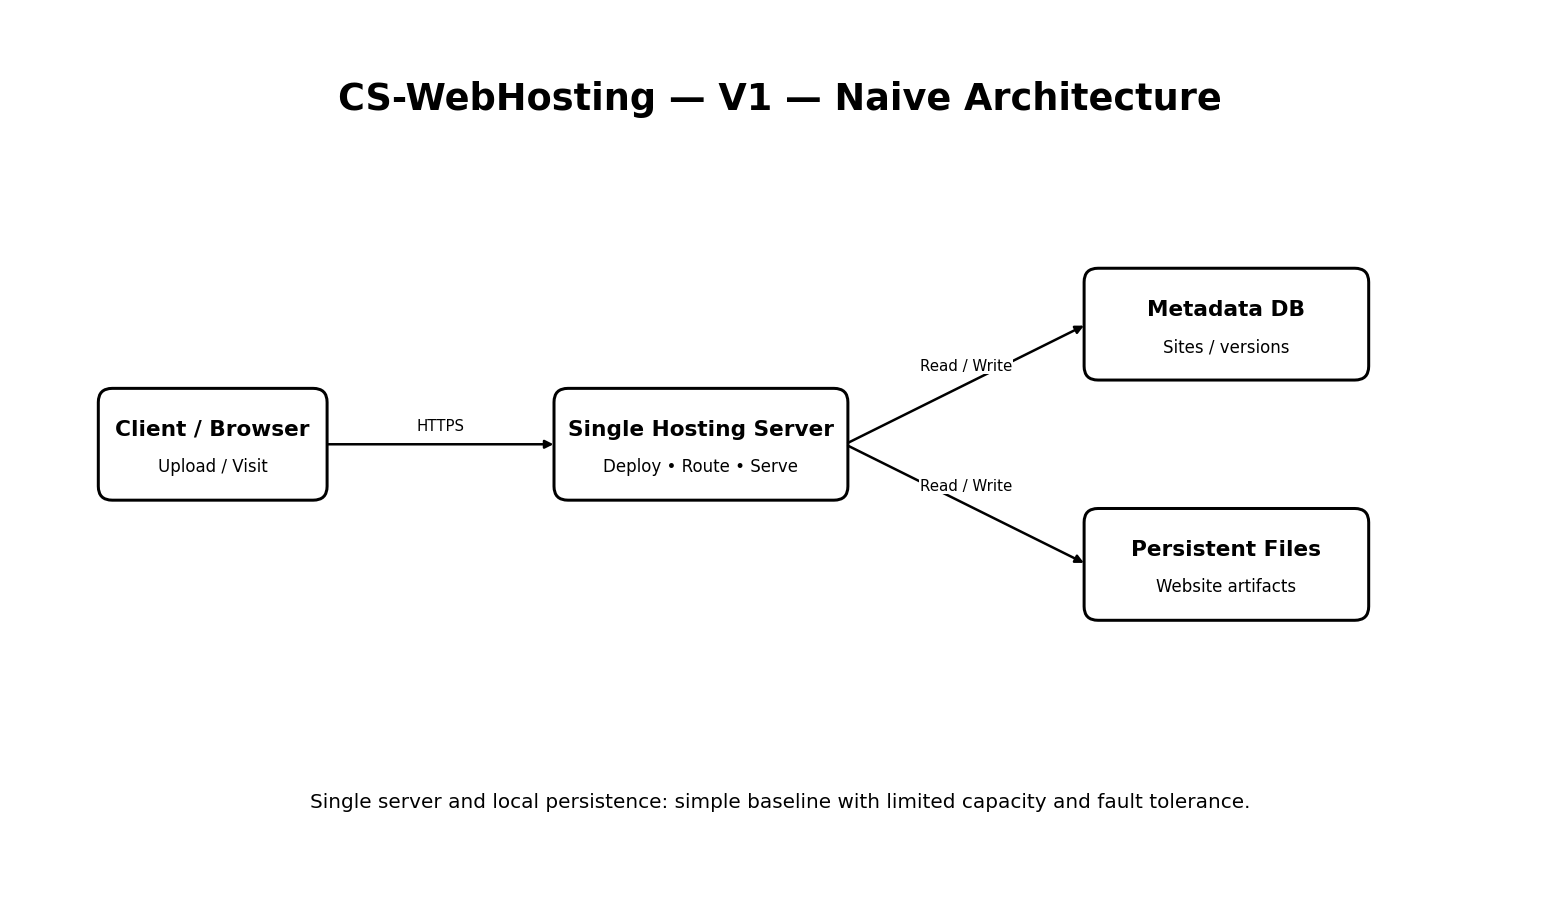 CS-WebHosting — V1 — Naive Architecture
Client / Browser
Upload / Visit
HTTPS
Single Hosting Server
Deploy • Route • Serve
Read / Write
Metadata DB
Sites / versions
Read / Write
Persistent Files
Website artifacts
Single server and local persistence: simple baseline with limited capacity and fault tolerance.